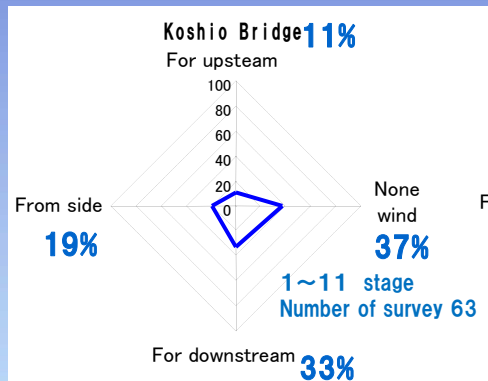 Koshio Bridge 11%
For upsteam
100
80
60
40
20
0
From side
19%
None
wind
37%
F
1～11 stage
Number of survey 63
For downstream 33%